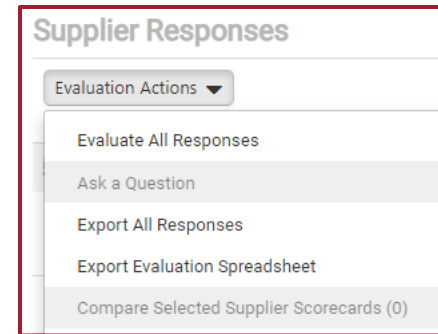 Supplier Responses
Evaluation Actions
Evaluate All Responses
Ask a Question
Export All Responses
Export Evaluation Spreadsheet
Compare Selected Supplier Scorecards (0)